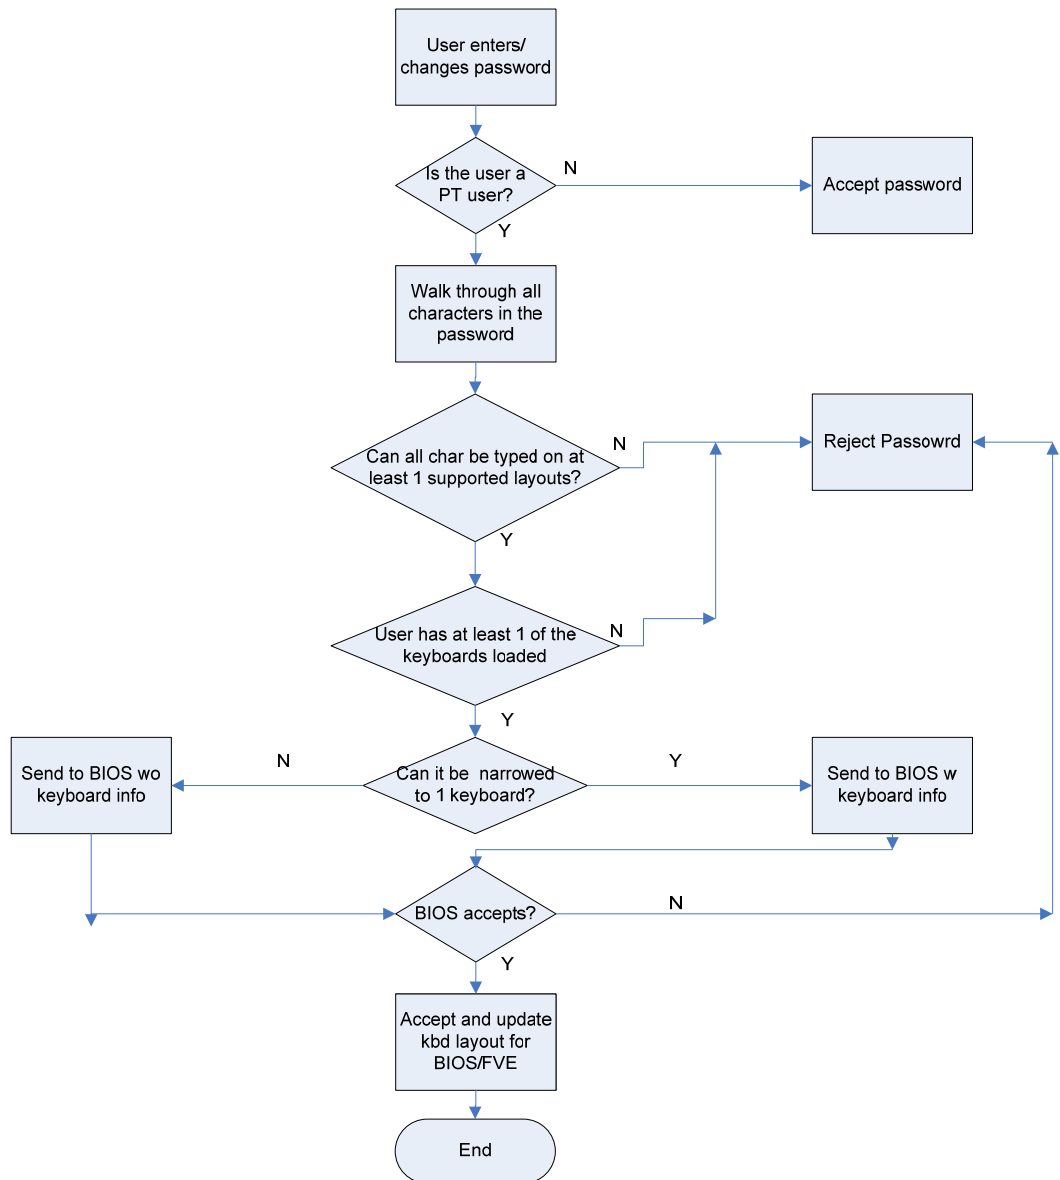 User enters/
changes password
Is the user a
PT user?
N
Accept password
Y
Walk through all
characters in the
password
Can all char be typed on at
least 1 supported layouts?
N
Reject Passowrd
Y
User has at least 1 of the
keyboards loaded
N
Y
Send to BIOS wo
keyboard info
N
Can it be narrowed
to 1 keyboard?
Y
Send to BIOS w
keyboard info
BIOS accepts?
N
Y
Accept and update
kbd layout for
BIOS/FVE
End